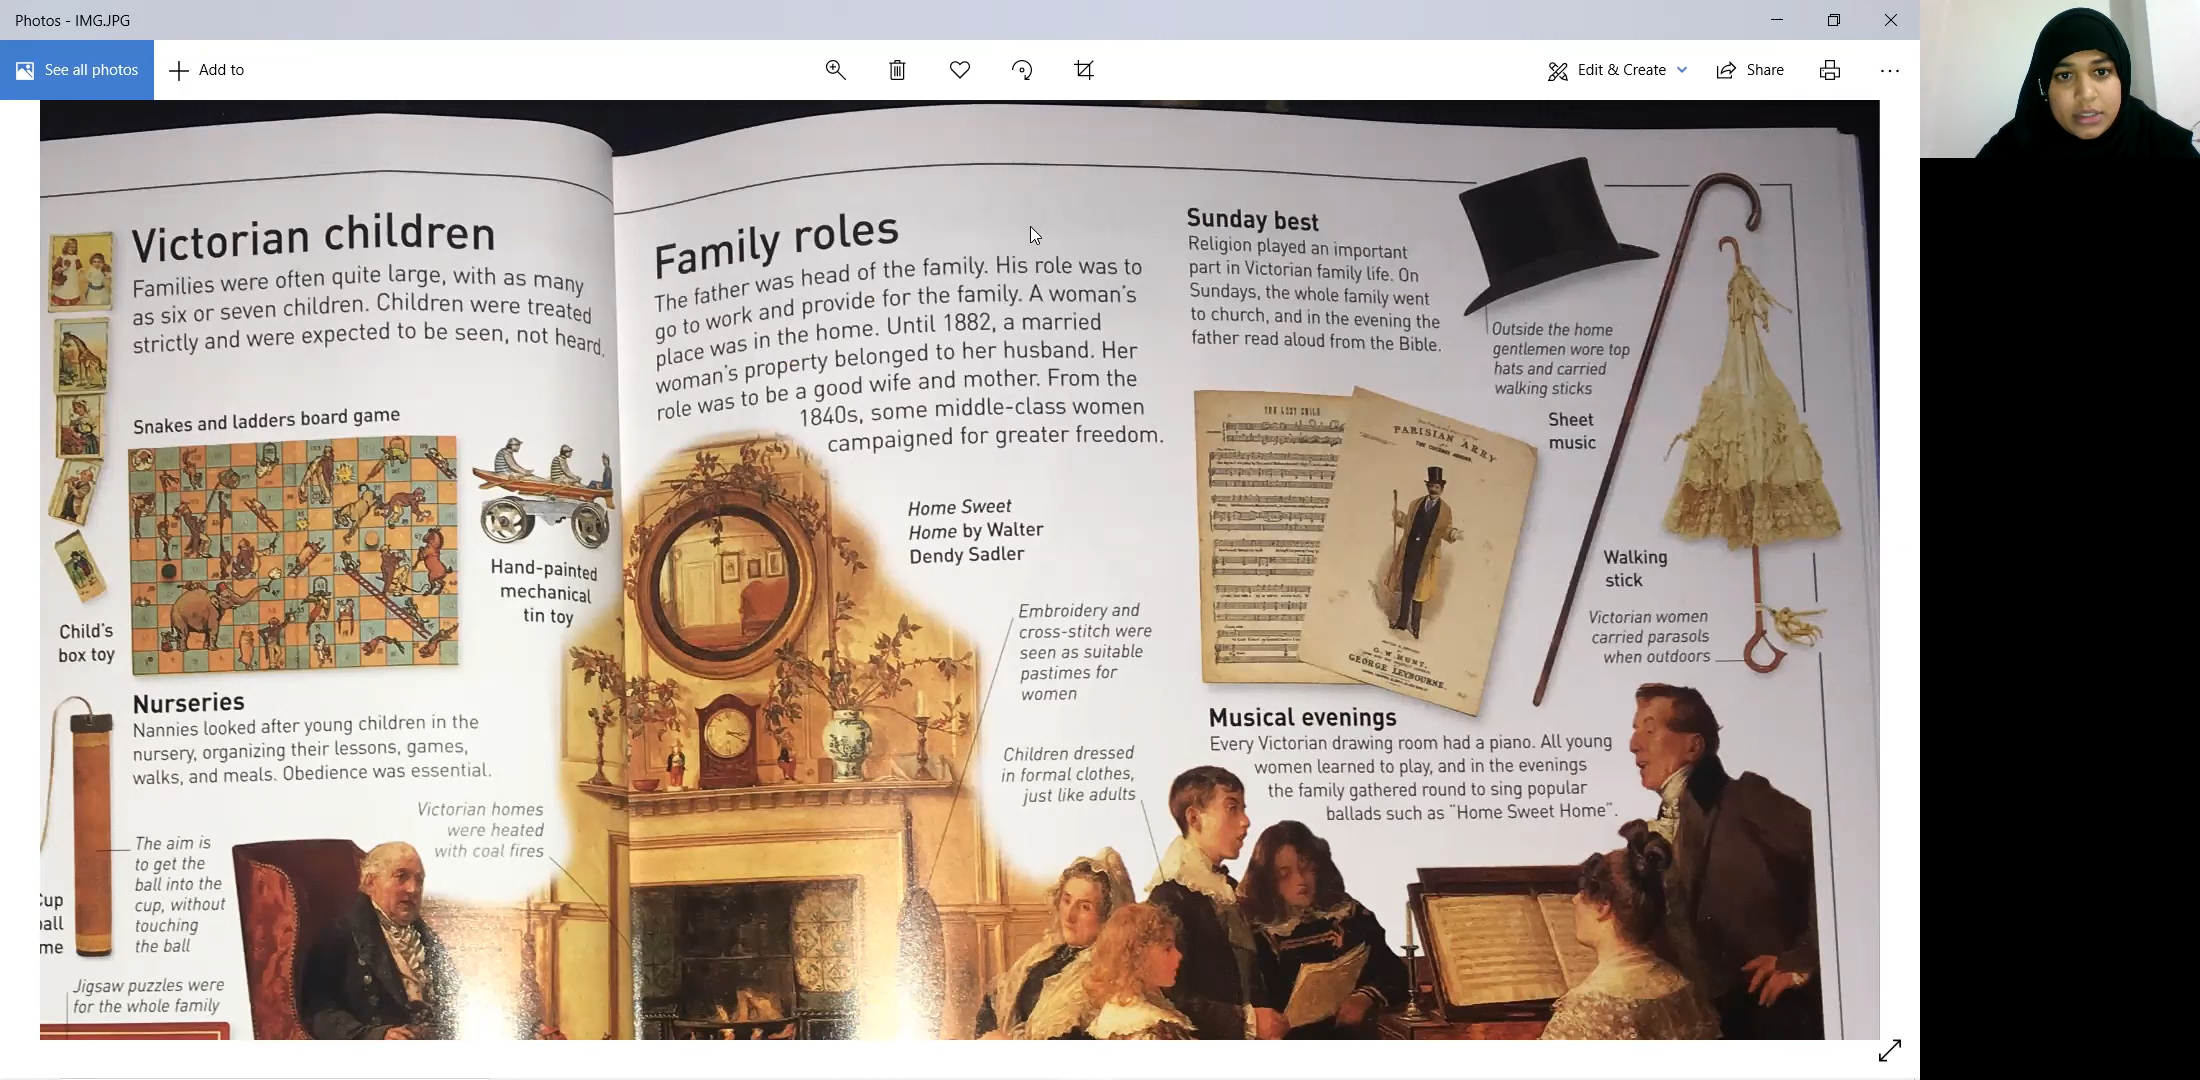 Photos - IMG.JPG
See all photos
Add to
Edit & Create
Share
Victorian children
Families were often quite large, with as many
as six or seven children. Children were treated
strictly and were expected to be seen, not heard.
Snakes and ladders board game
Hand-painted
mechanical
tin toy
Child's
box toy
Nurseries
Nannies looked after young children in the
nursery, organizing their lessons, games,
walks, and meals. Obedience was essential.
Victorian homes
were heated
with coal fires
The aim is
to get the
ball into the
cup, without
touching
the ball
Jigsaw puzzles were
for the whole family
Family roles
The father was head of the family. His role was to
go to work and provide for the family. A woman's
place was in the home. Until 1882, a married
woman's property belonged to her husband. Her
role was to be a good wife and mother. From the
1840s, some middle-class women
campaigned for greater freedom.
Home Sweet
Home by Walter
Dendy Sadler
Embroidery and
cross-stitch were
seen as suitable
pastimes for
women
Children dressed
in formal clothes,
just like adults
Sunday best
Religion played an important
part in Victorian family life. On
Sundays, the whole family went
to church, and in the evening the
father read aloud from the Bible.
Outside the home
gentlemen wore top
hats and carried
walking sticks
Sheet
music
THE LOST CHILD
PARISIAN 'ARRY
G. W. HUNT.
GEORGE LEYBOURNE.
Walking
stick
Victorian women
carried parasols
when outdoors
Musical evenings
Every Victorian drawing room had a piano. All young
women learned to play, and in the evenings
the family gathered round to sing popular
ballads such as "Home Sweet Home".